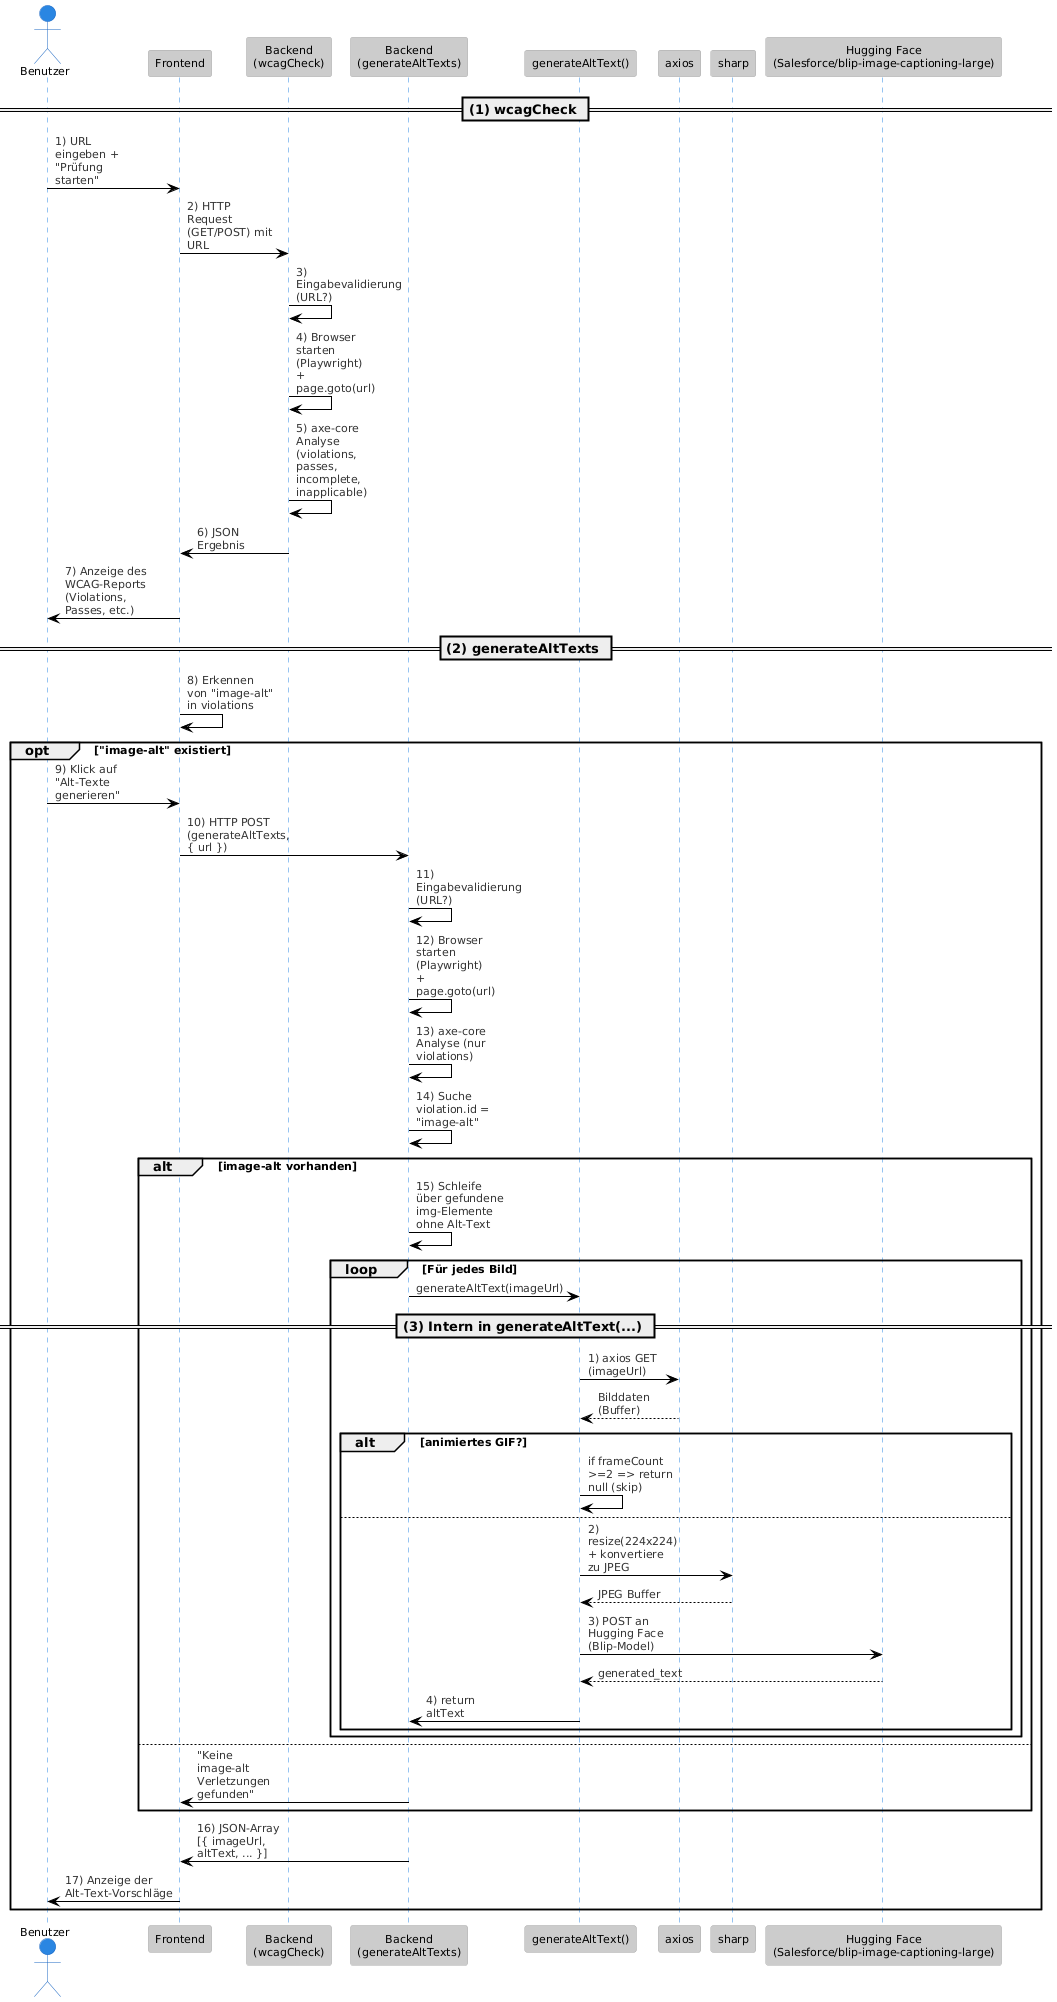 Benutzer
Frontend
Backend
(wcagCheck)
Backend
(generateAltTexts)
generateAltText()
axios
sharp
Hugging Face
(Salesforce/blip-image-captioning-large)
(1) wcagCheck
1) URL
eingeben +
"Prüfung
starten"
2) HTTP
Request
(GET/POST) mit
URL
3)
Eingabevalidierung
(URL?)
4) Browser
starten
(Playwright)
+
page.goto(url)
5) axe-core
Analyse
(violations,
passes,
incomplete,
inapplicable)
6) JSON
Ergebnis
7) Anzeige des
WCAG-Reports
(Violations,
Passes, etc.)
(2) generateAltTexts
8) Erkennen
von "image-alt"
in violations
opt
["image-alt" existiert]
9) Klick auf
"Alt-Texte
generieren"
10) HTTP POST
(generateAltTexts,
{ url })
11)
Eingabevalidierung
(URL?)
12) Browser
starten
(Playwright)
+
page.goto(url)
13) axe-core
Analyse (nur
violations)
14) Suche
violation.id =
"image-alt"
alt
[image-alt vorhanden]
15) Schleife
über gefundene
img-Elemente
ohne Alt-Text
loop
[Für jedes Bild]
generateAltText(imageUrl)
(3) Intern in generateAltText(...)
1) axios GET
(imageUrl)
Bilddaten
(Buffer)
alt
[animiertes GIF?]
if frameCount
>=2 => return
null (skip)
2)
resize(224x224)
+ konvertiere
zu JPEG
JPEG Buffer
3) POST an
Hugging Face
(Blip-Model)
generated_text
4) return
altText
"Keine
image-alt
Verletzungen
gefunden"
16) JSON-Array
[{ imageUrl,
altText, ... }]
17) Anzeige der
Alt-Text-Vorschläge
Benutzer
Frontend
Backend
(wcagCheck)
Backend
(generateAltTexts)
generateAltText()
axios
sharp
Hugging Face
(Salesforce/blip-image-captioning-large)